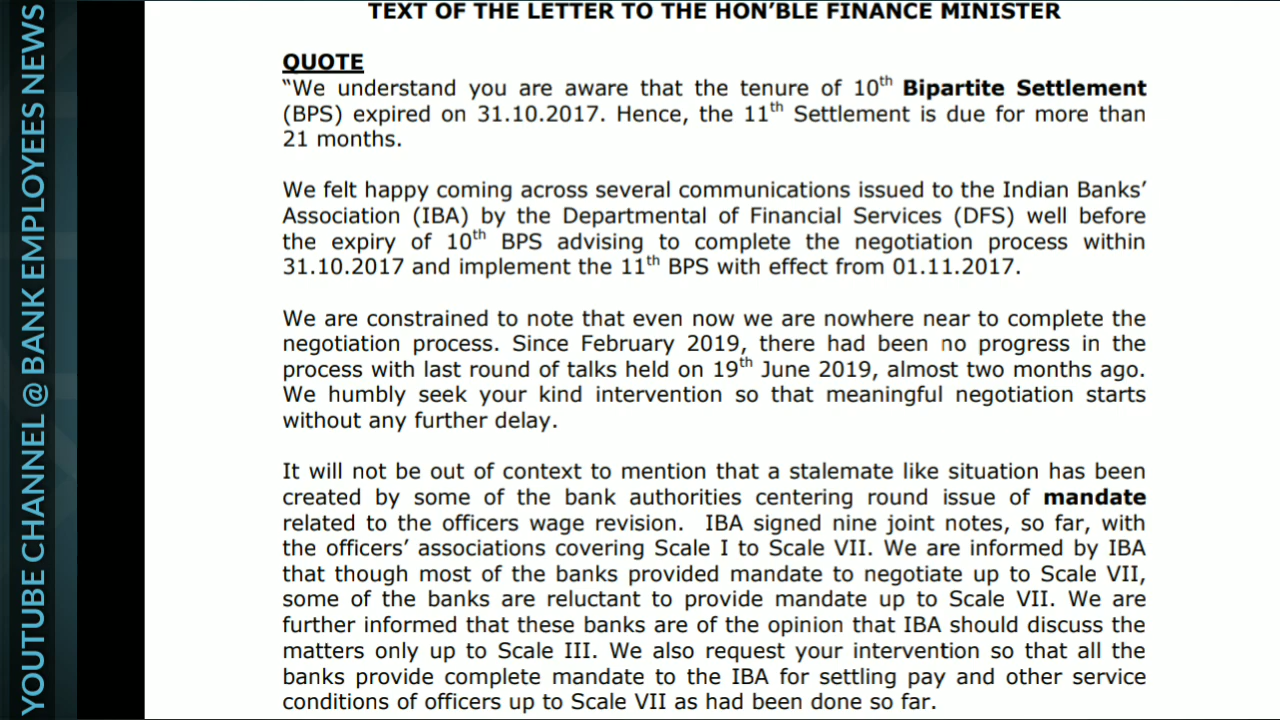 YOUTUBE CHANNEL @ BANK EMPLOYEES NEWS
TEXT OF THE LETTER TO THE HON’BLE FINANCE MINISTER
QUOTE
“We understand you are aware that the tenure of 10th Bipartite Settlement
(BPS) expired on 31.10.2017. Hence, the 11th Settlement is due for more than
21 months.
We felt happy coming across several communications issued to the Indian Banks’
Association (IBA) by the Departmental of Financial Services (DFS) well before
the expiry of 10th BPS advising to complete the negotiation process within
31.10.2017 and implement the 11th BPS with effect from 01.11.2017.
We are constrained to note that even now we are nowhere near to complete the
negotiation process. Since February 2019, there had been no progress in the
process with last round of talks held on 19th June 2019, almost two months ago.
We humbly seek your kind intervention so that meaningful negotiation starts
without any further delay.
It will not be out of context to mention that a stalemate like situation has been
created by some of the bank authorities centering round issue of mandate
related to the officers wage revision. IBA signed nine joint notes, so far, with
the officers’ associations covering Scale I to Scale VII. We are informed by IBA
that though most of the banks provided mandate to negotiate up to Scale VII,
some of the banks are reluctant to provide mandate up to Scale VII. We are
further informed that these banks are of the opinion that IBA should discuss the
matters only up to Scale III. We also request your intervention so that all the
banks provide complete mandate to the IBA for settling pay and other service
conditions of officers up to Scale VII as had been done so far.